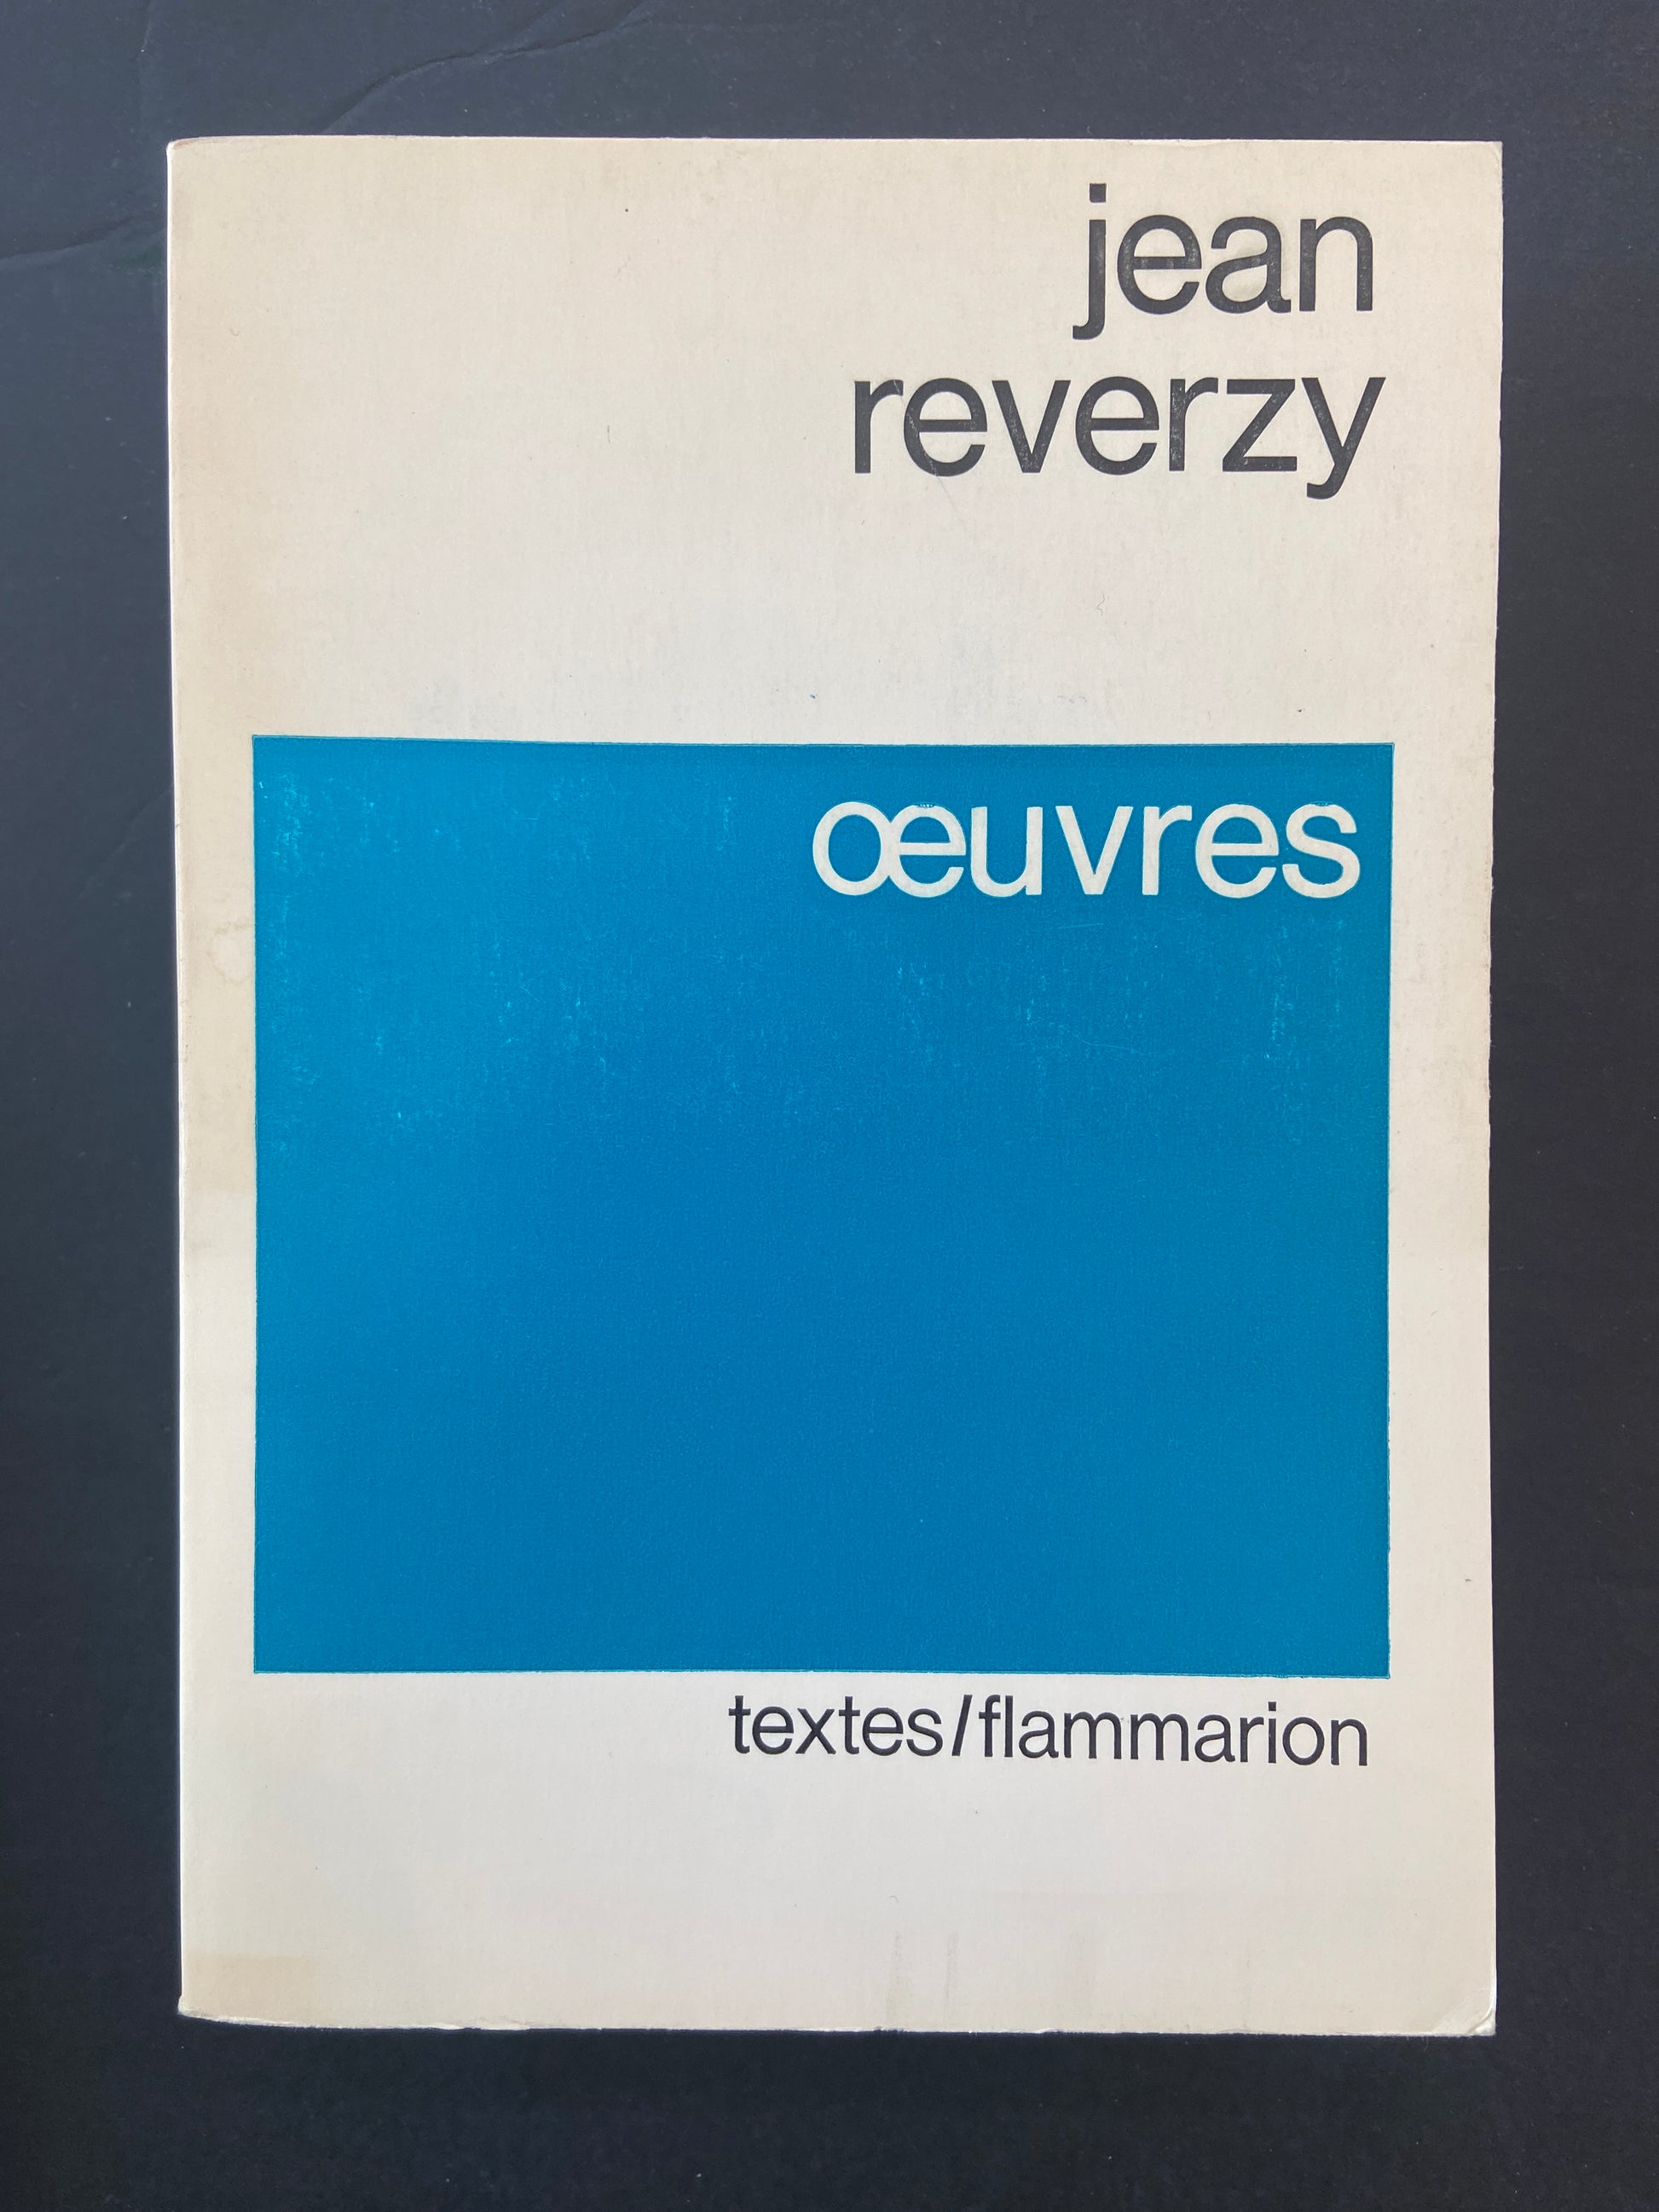 jean
reverzy
œuvres
textes/flammarion